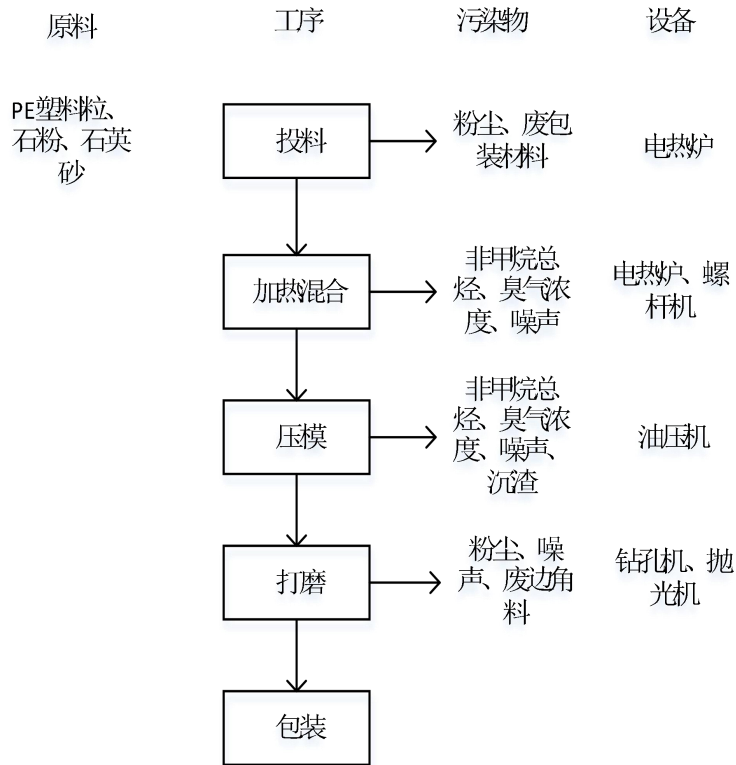 原料
工序
污染物
设备
PE塑料粒、
石粉、石英
砂
投料
粉尘、废包
装材料
电热炉
加热混合
非甲烷总
烃、臭气浓
度、噪声
电热炉、螺
杆机
压模
非甲烷总
烃、臭气浓
度、噪声、
沉渣
油压机
打磨
粉尘、噪
声、废边角
料
钻孔机、抛
光机
包装